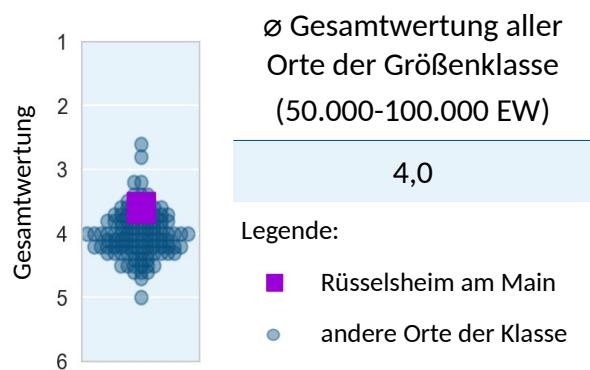 Gesamtwertung
1
2
3
4
5
6
⌀ Gesamtwertung aller
Orte der Größenklasse
(50.000-100.000 EW)
4,0
Legende:
Rüsselsheim am Main
andere Orte der Klasse